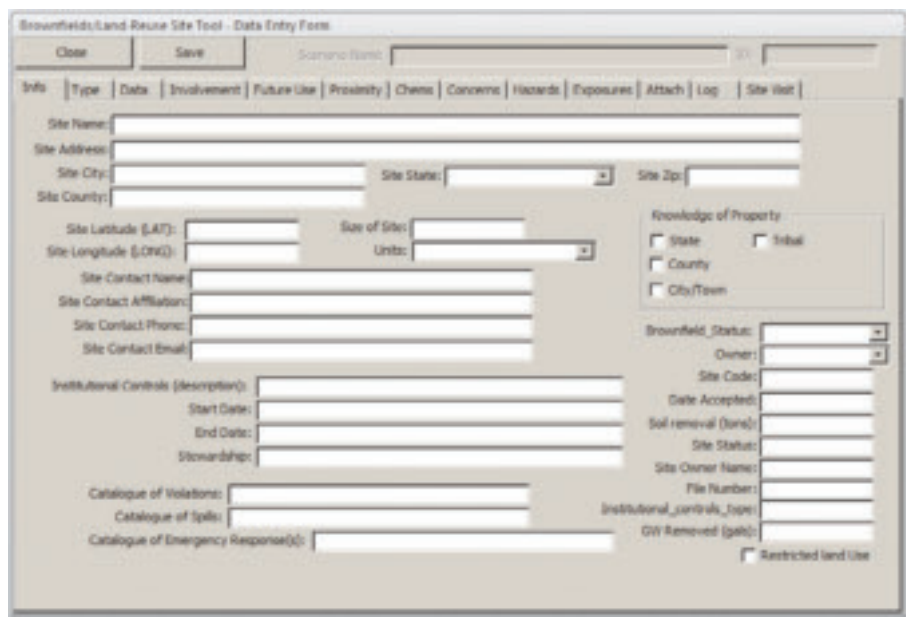 Brownfields/Land Reuse Site Tool - Data Entry Form
Close Save Scenario Name ID:
Info Type Data Involvement Future Use Proximity Chems Concerns Hazards Exposures Attach Log Site Visit
Site Name:
Site Address:
Site City: Site State: Site Zip:
Site County:
Knowledge of Property
Site Latitude (LAT): Size of Site:
State Tribal
Site Longitude (LONG): Units:
County
Site Contact Name:
City/Town
Site Contact Affiliation:
Site Contact Phone:
Brownfield_Status:
Site Contact Email:
Owner:
Site Code:
Institutional Controls (description):
Date Accepted:
Start Date:
Soil removal (tons):
End Date:
Site Status:
Stewardship:
Site Owner Name:
File Number:
Catalogue of Violations:
Institutional_controls_type:
Catalogue of Spills:
GW Removed (gals):
Catalogue of Emergency Response(s):
Restricted land Use